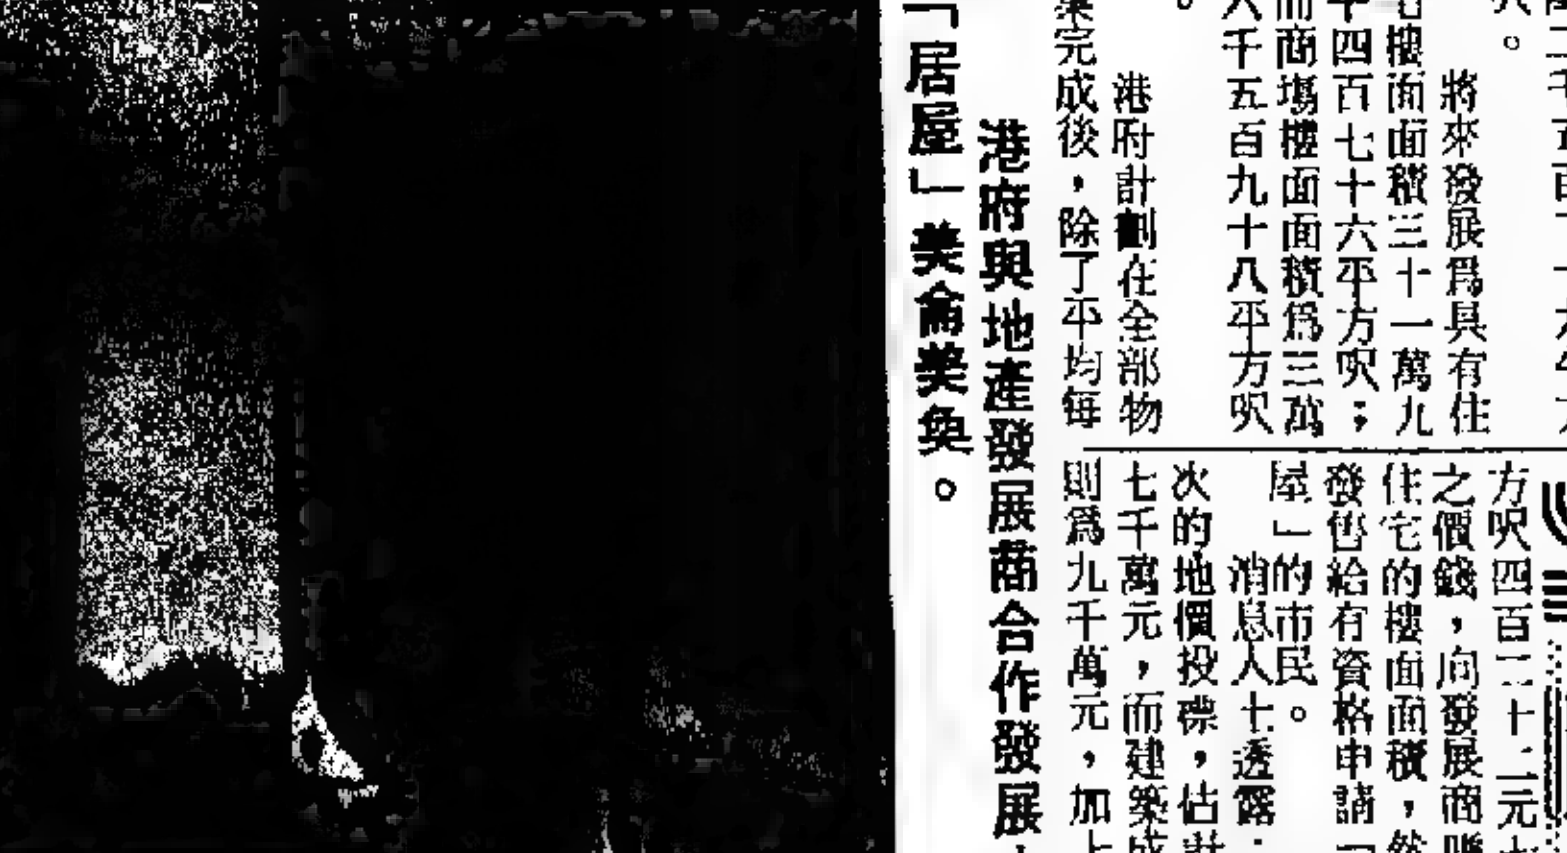 將來發展爲具有住
宅樓面面積三十一萬九
千四百七十六平方呎；
而商塲樓面面積爲三萬
六千五百九十八平方呎
。
港府計劃在全部物
業完成後，除了平均每
方呎四百二十二元
之價錢，向發展商
住宅的樓面面積，然
發售給有資格申請「
屋」的市民。
消息人士透露：
次的地價投標，估計
七千萬元，而建築成
則爲九千萬元，加上
港府與地產發展商合作發展
「居屋」美侖美奐。